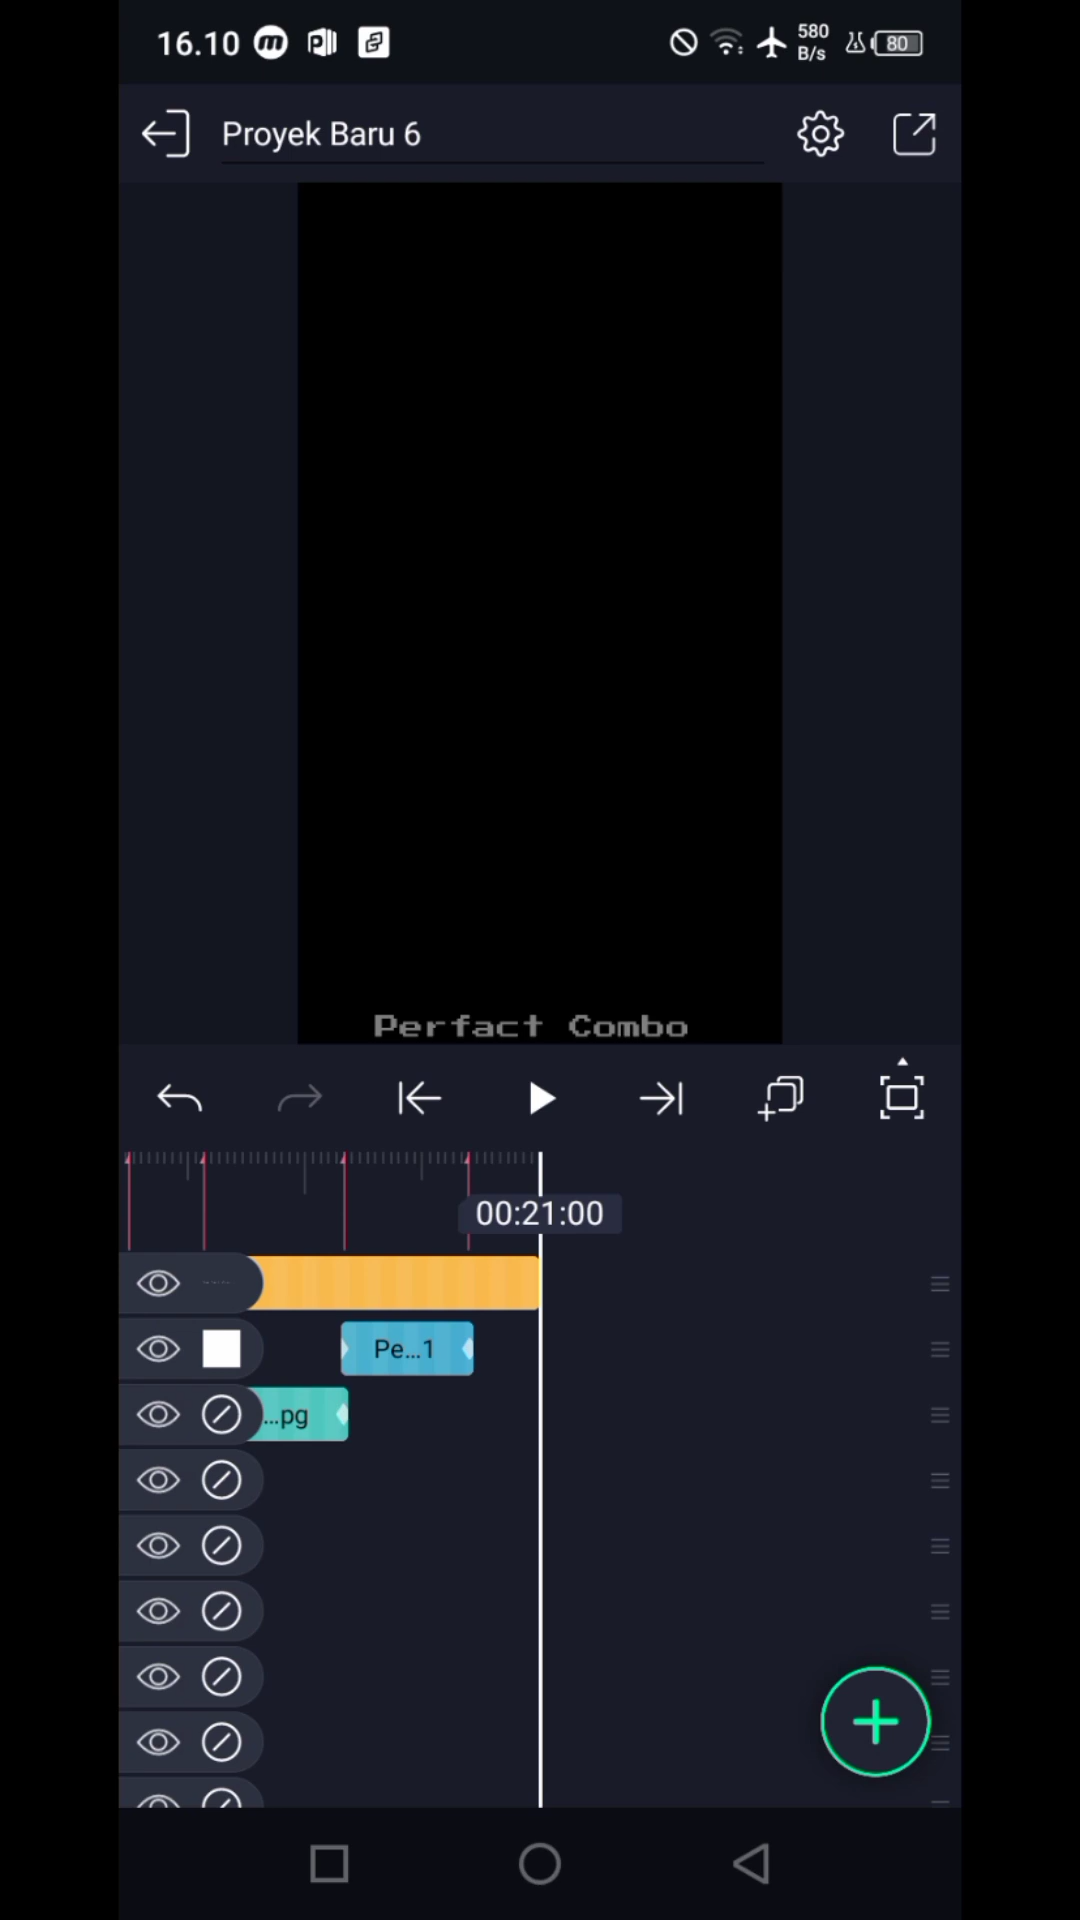 16.10
580
B/s
80
Proyek Baru 6
Perfact Combo
00:21:00
Pe...1
...pg